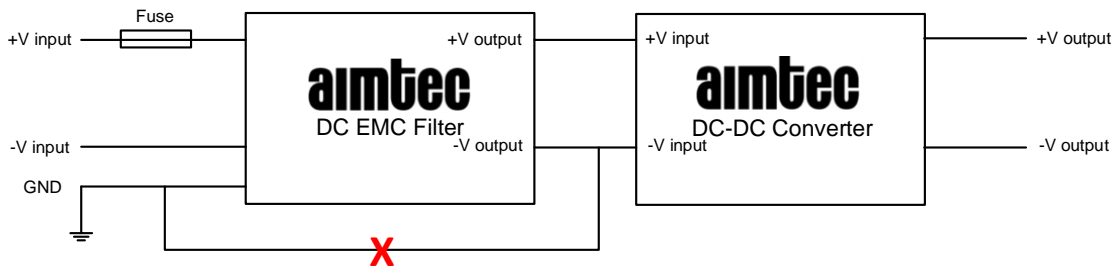 Fuse
+V input
+V output
+V input
+V output
aimtec
DC EMC Filter
aimtec
DC-DC Converter
-V input
-V output
-V input
-V output
GND
X